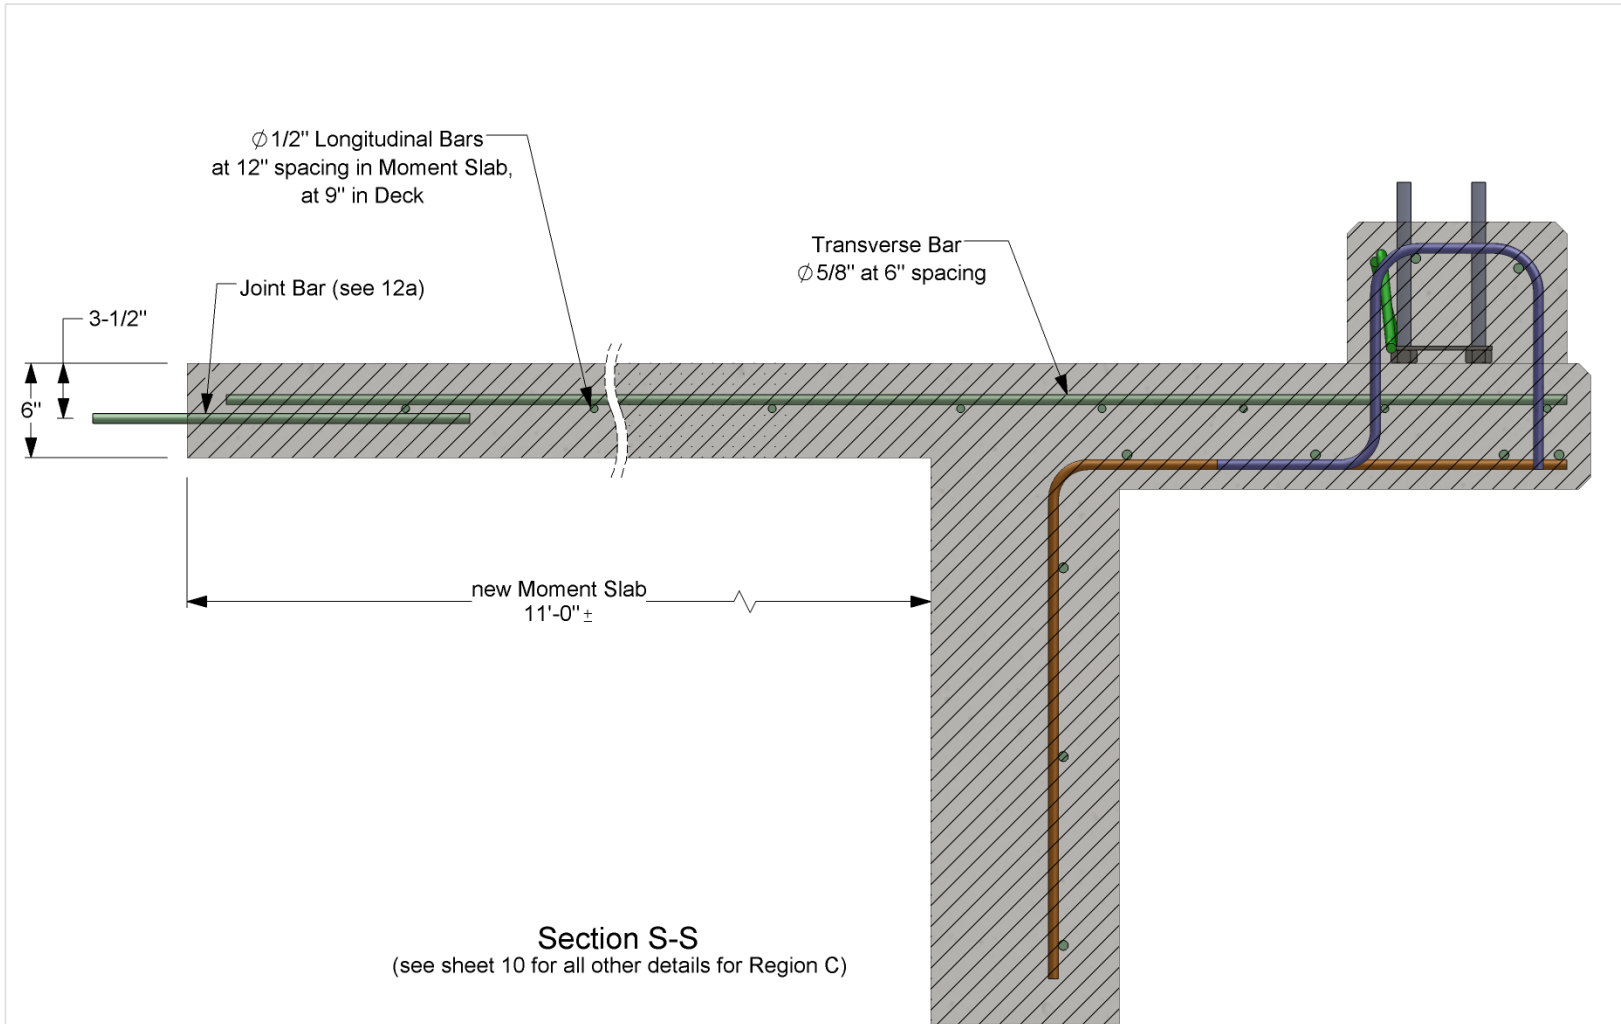 ∅1/2" Longitudinal Bars
at 12" spacing in Moment Slab,
at 9" in Deck
Transverse Bar
∅5/8" at 6" spacing
Joint Bar (see 12a)
3-1/2"
6"
new Moment Slab
11'-0" ±
Section S-S
(see sheet 10 for all other details for Region C)